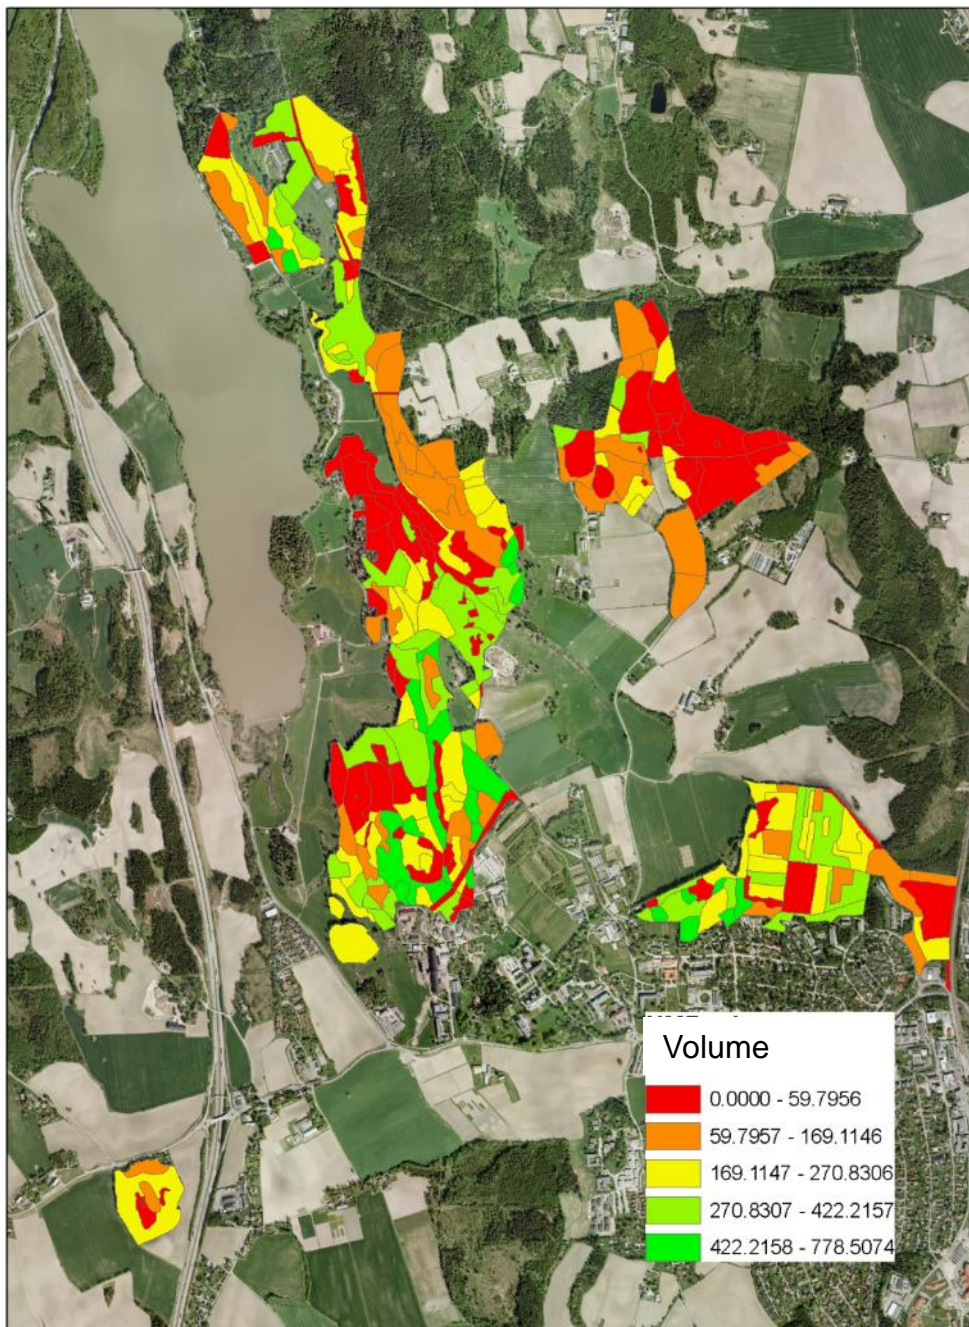 Volume
0.0000 - 59.7956
59.7957 - 169.1146
169.1147 - 270.8306
270.8307 - 422.2157
422.2158 - 778.5074